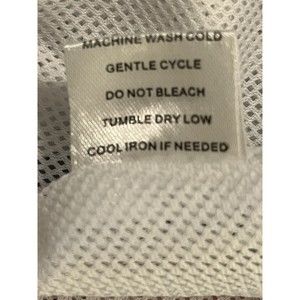 MACHINE WASH COLD
GENTLE CYCLE
DO NOT BLEACH
TUMBLE DRY LOW
COOL IRON IF NEEDED